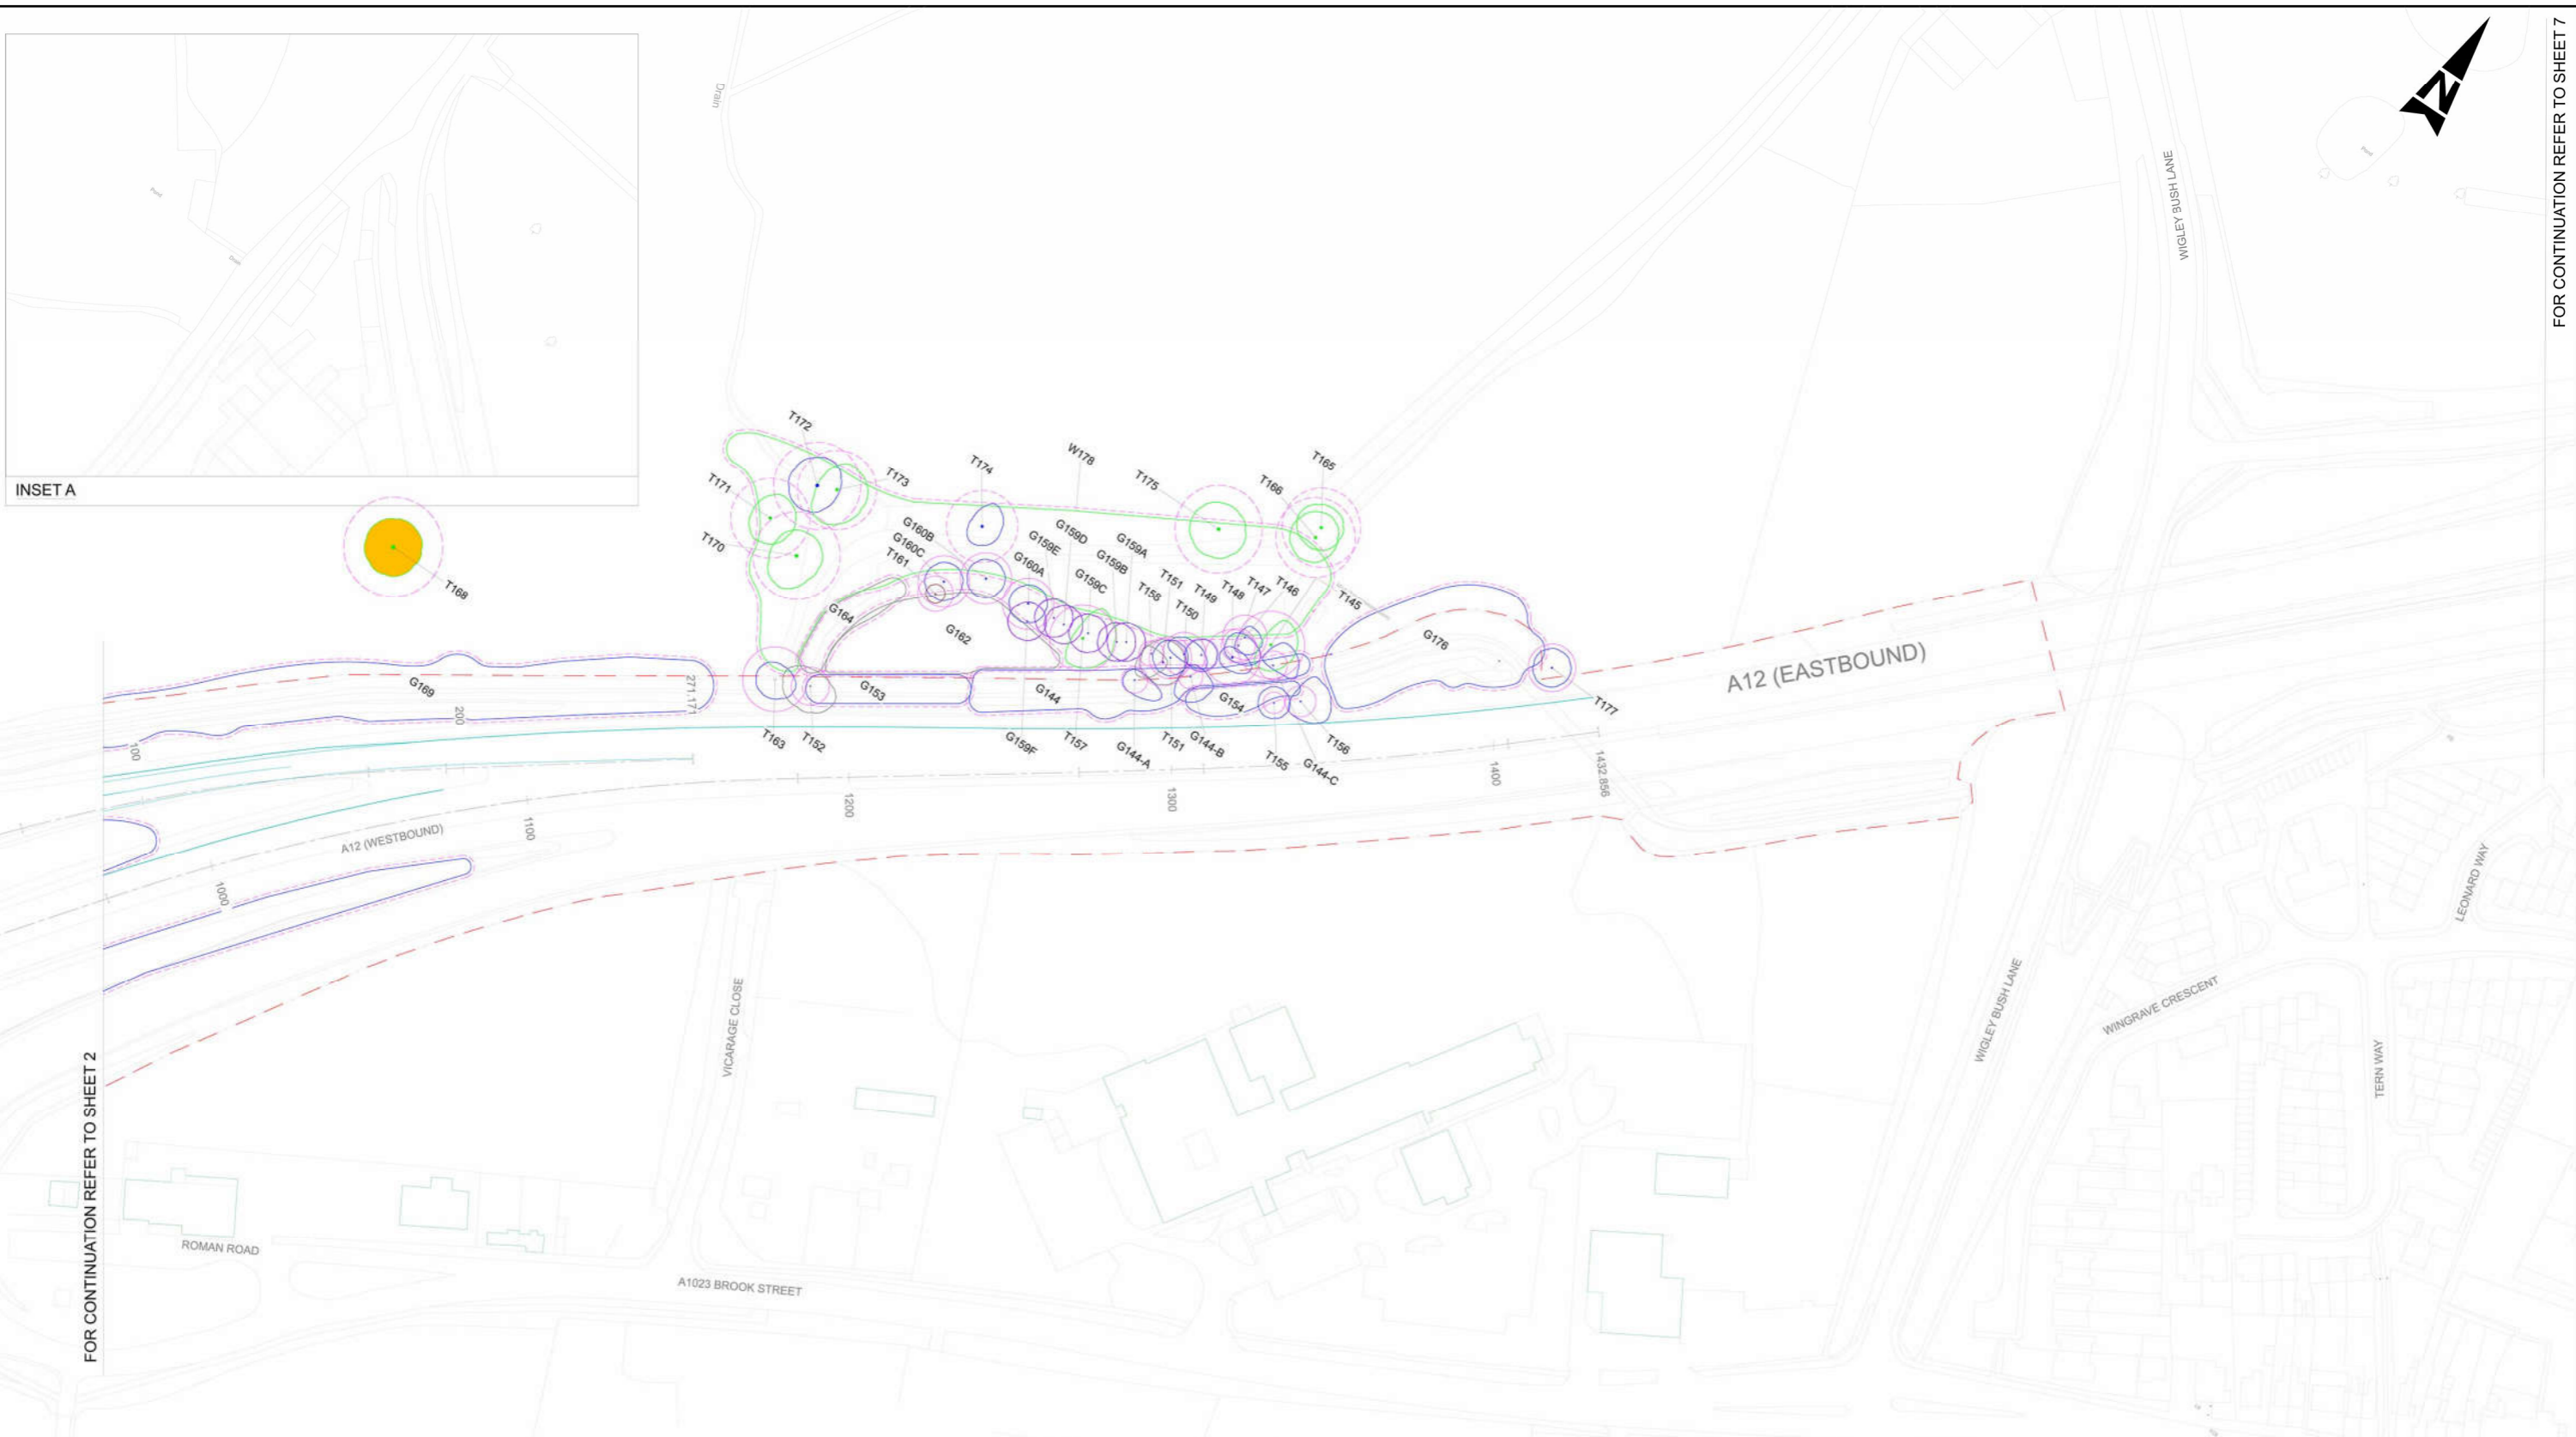 FOR CONTINUATION REFER TO SHEET 7
N
Drain
Pond
Drain
INSET A
WIGLEY BUSH LANE
Pond
T168
T172
T173
T171
T170
T174
W178
T175
T165
T166
G160B
G160C
T161
G159D
G159E
G160A
G159A
G159B
G159C
T151
T158
T149
T150
T148
T147
T146
T145
G164
G162
G176
G169
271.171
G153
G144
G154
A12 (EASTBOUND)
T177
200
100
T163
T152
G159F
T157
G144-A
T151
G144-B
T155
T156
G144-C
1400
1432.856
1300
1200
1100
A12 (WESTBOUND)
1000
LEONARD WAY
VICARAGE CLOSE
WIGLEY BUSH LANE
WINGRAVE CRESCENT
TERN WAY
FOR CONTINUATION REFER TO SHEET 2
ROMAN ROAD
A1023 BROOK STREET